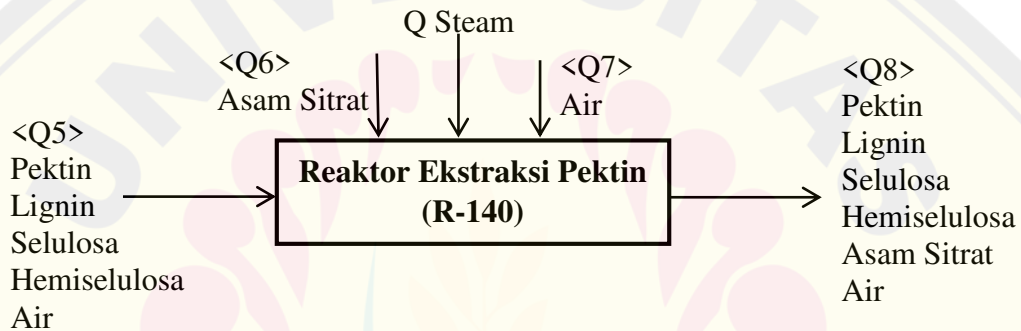 Q Steam
<Q6>
Asam Sitrat
<Q7>
Air
<Q5>
Pektin
Lignin
Selulosa
Hemiselulosa
Air
Reaktor Ekstraksi Pektin
(R-140)
<Q8>
Pektin
Lignin
Selulosa
Hemiselulosa
Asam Sitrat
Air
UNIVERSITAS